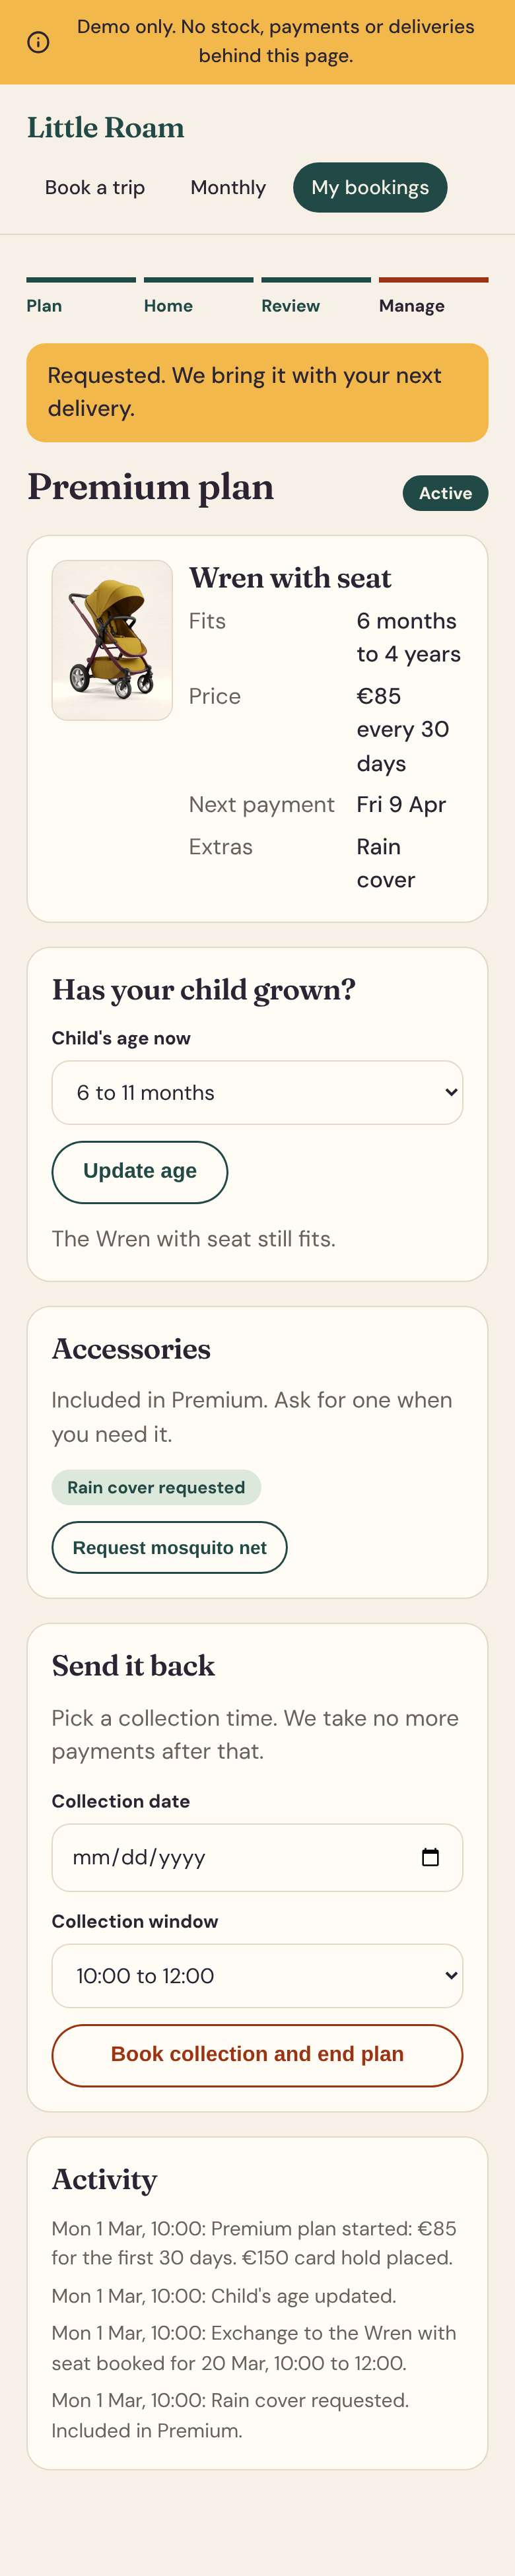 Demo only. No stock, payments or deliveries
behind this page.
Little Roam
Book a trip
Monthly
My bookings
Plan
Home
Review
Manage
Requested. We bring it with your next
delivery.
Premium plan
Active
Wren with seat
Fits
6 months
to 4 years
Price
€85
every 30
days
Next payment
Fri 9 Apr
Extras
Rain
cover
Has your child grown?
Child's age now
6 to 11 months
Update age
The Wren with seat still fits.
Accessories
Included in Premium. Ask for one when
you need it.
Rain cover requested
Request mosquito net
Send it back
Pick a collection time. We take no more
payments after that.
Collection date
mm/dd/yyyy
Collection window
10:00 to 12:00
Book collection and end plan
Activity
Mon 1 Mar, 10:00: Premium plan started: €85
for the first 30 days. €150 card hold placed.
Mon 1 Mar, 10:00: Child's age updated.
Mon 1 Mar, 10:00: Exchange to the Wren with
seat booked for 20 Mar, 10:00 to 12:00.
Mon 1 Mar, 10:00: Rain cover requested.
Included in Premium.